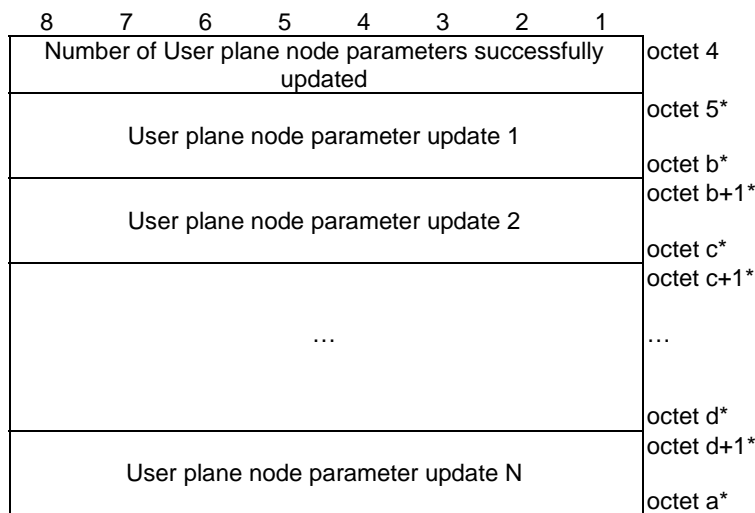 8 7 6 5 4 3 2 1
Number of User plane node parameters successfully octet 4
updated
octet 5*
User plane node parameter update 1
octet b*
octet b+1*
User plane node parameter update 2
octet c*
octet c+1*
… …
octet d*
octet d+1*
User plane node parameter update N
octet a*